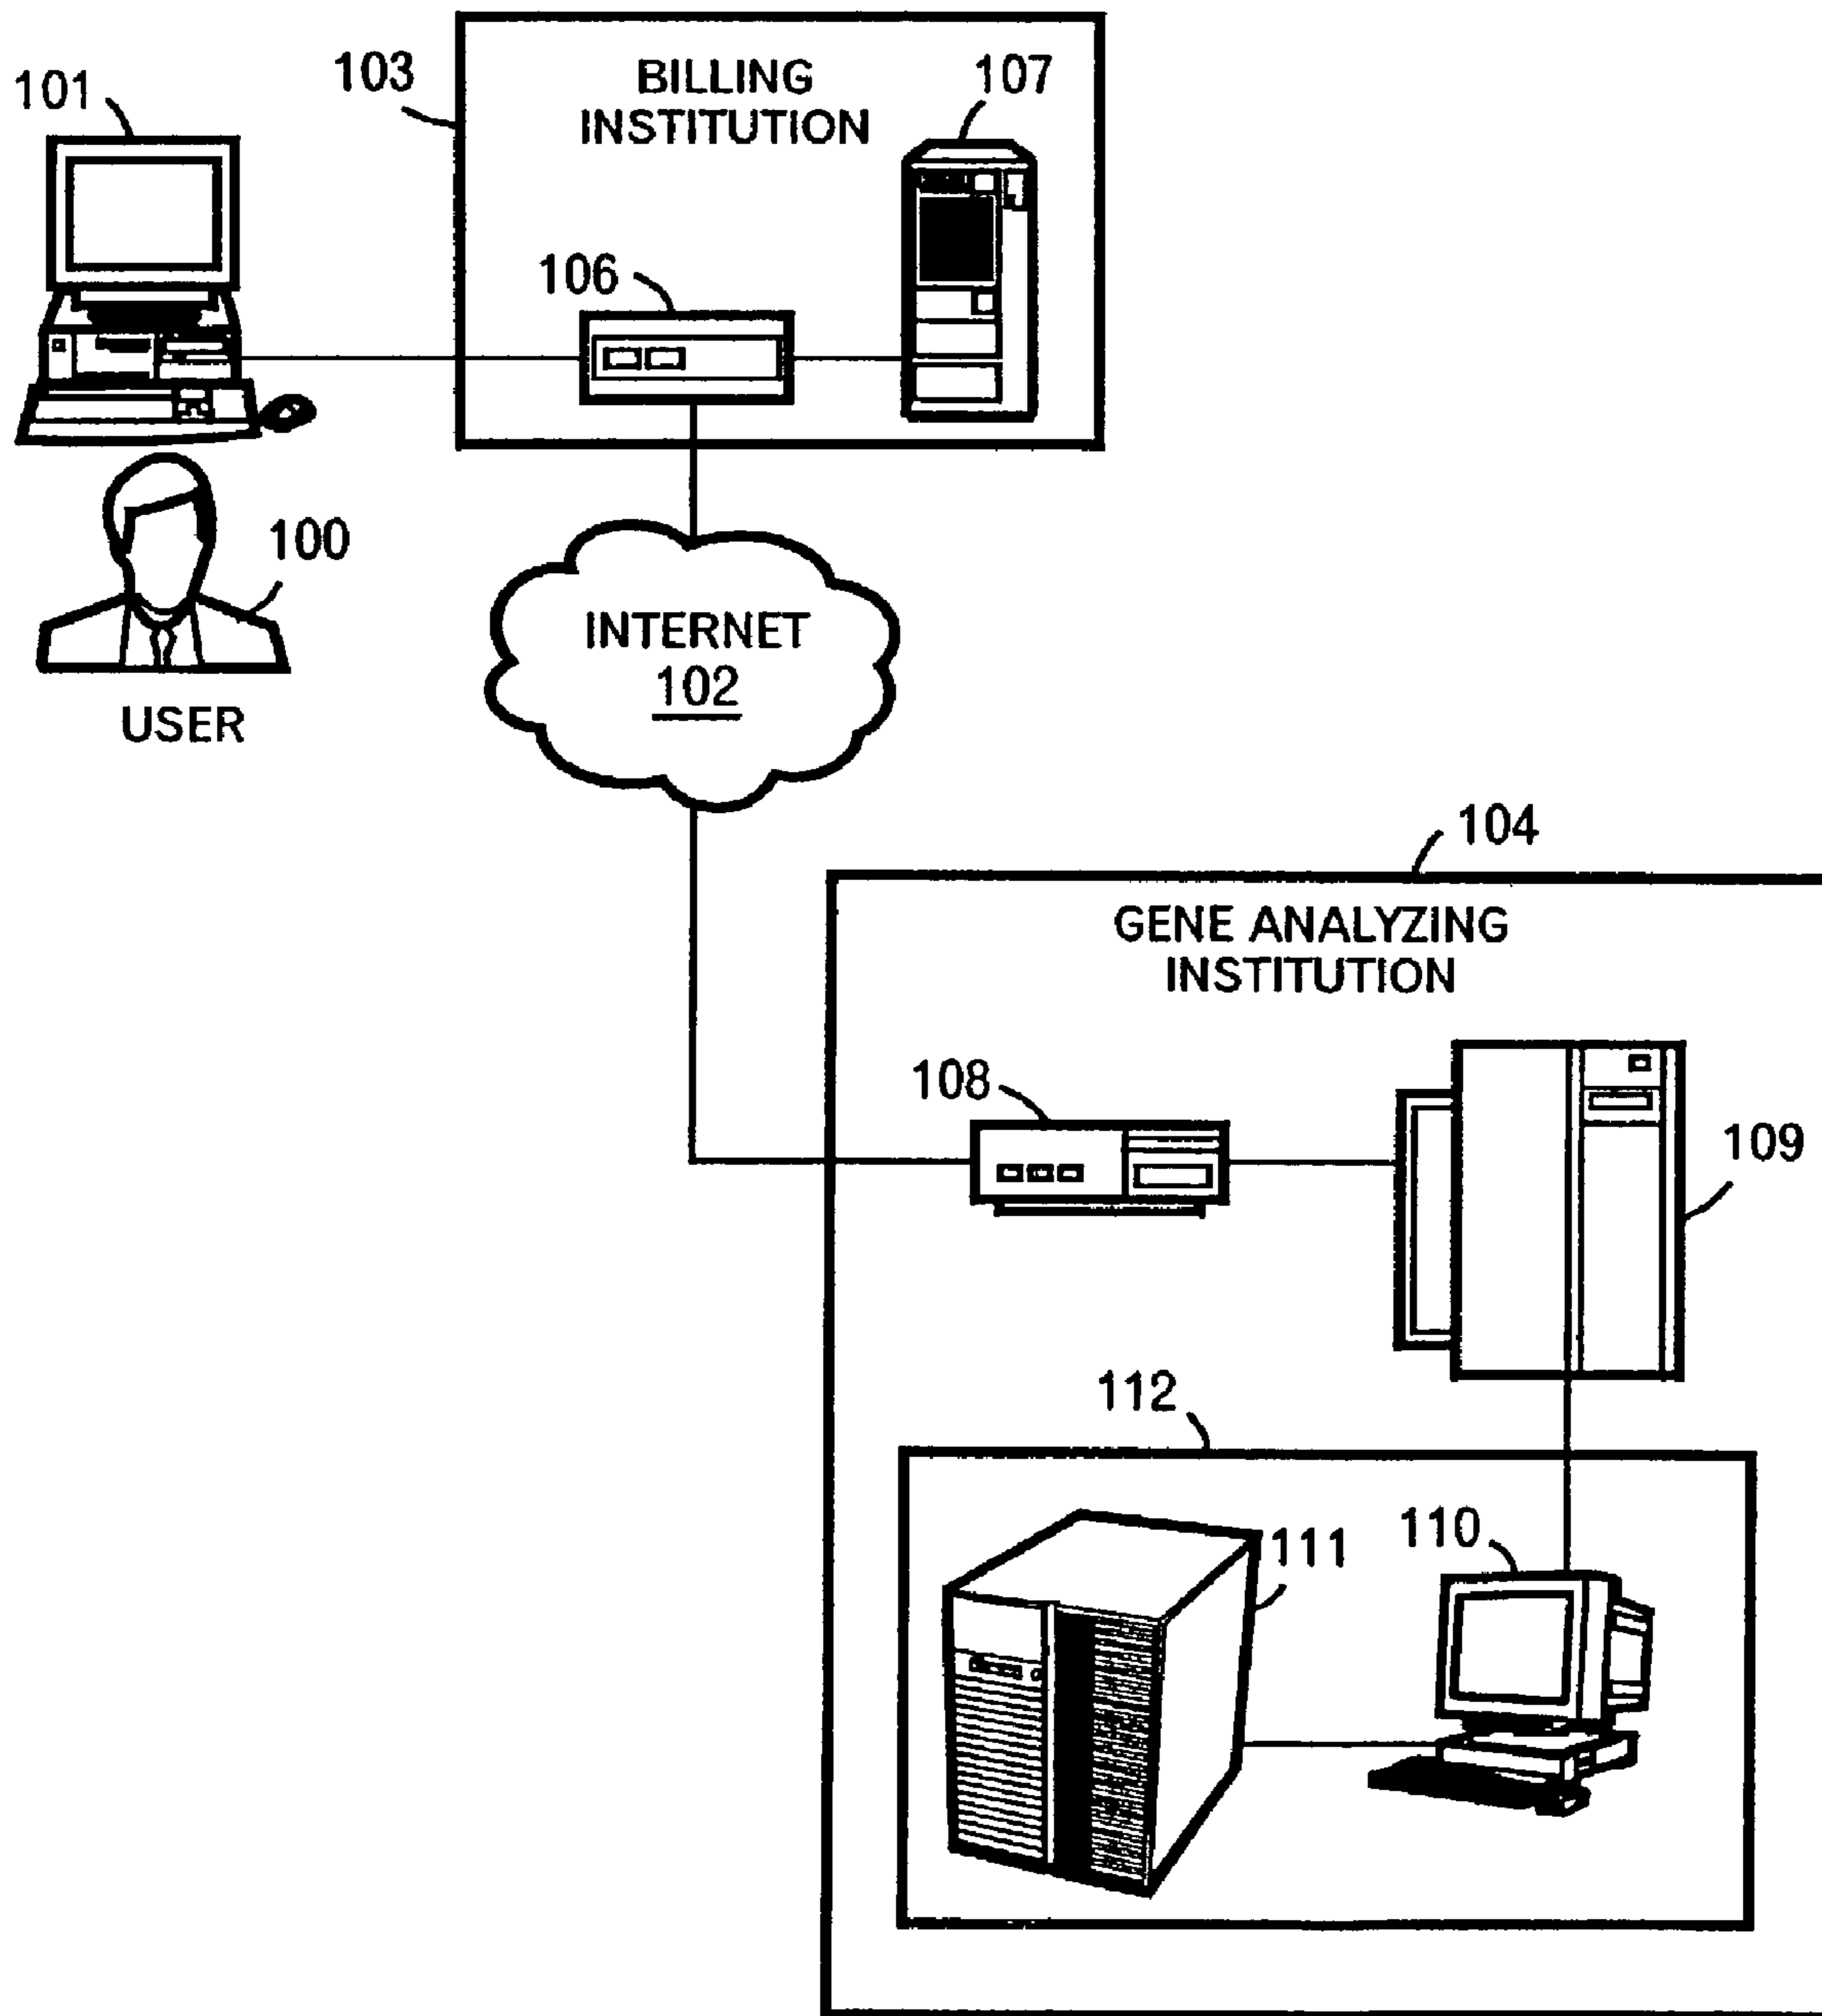 101
103
BILLING
INSTITUTION
107
106
100
USER
INTERNET
102
104
GENE ANALYZING
INSTITUTION
108
109
112
111
110